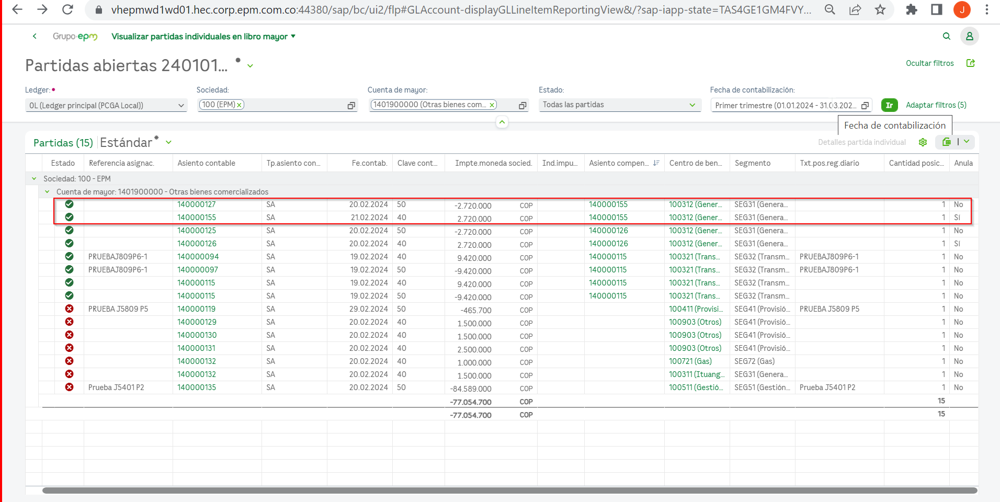 vhepmwd1wd01.hec.corp.epm.com.co:44380/sap/bc/ui2/flp#GLAccount-displayGLLineItemReportingView&/?sap-iapp-state=TAS4GE1GM4FVY... J
Grupo·epm Visualizar partidas individuales en libro mayor
Partidas abiertas 240101...
Ocultar filtros
Ledger: Sociedad: Cuenta de mayor: Estado: Fecha de contabilización:
0L (Ledger principal (PCGA Local)) 100 (EPM) 1401900000 (Otras bienes com... Todas las partidas Primer trimestre (01.01.2024 - 31.03.202... Ir Adaptar filtros (5)
Fecha de contabilización
Partidas (15) Estándar * Detalles partida individual
Estado Referencia asignac. Asiento contable Tp.asiento con... Fe.contab. Clave cont... Impte.moneda socied. Ind.impu... Asiento compen... Centro de ben... Segmento Txt.pos.reg.diario Cantidad posic... Anula
Sociedad: 100 - EPM
Cuenta de mayor: 1401900000 - Otras bienes comercializados
140000127 SA 20.02.2024 50 -2.720.000 COP 140000155 100312 (Gener... SEG31 (Genera... 1 No
140000155 SA 21.02.2024 40 2.720.000 COP 140000155 100312 (Gener... SEG31 (Genera... 1 Sí
140000125 SA 20.02.2024 50 -2.720.000 COP 140000126 100312 (Gener... SEG31 (Genera... 1 No
140000126 SA 20.02.2024 40 2.720.000 COP 140000126 100312 (Gener... SEG31 (Genera... 1 Sí
PRUEBAJ809P6-1 140000094 SA 19.02.2024 40 9.420.000 COP 140000115 100321 (Trans... SEG32 (Transm... PRUEBAJ809P6-1 1 No
PRUEBAJ809P6-1 140000097 SA 19.02.2024 50 -9.420.000 COP 140000115 100321 (Trans... SEG32 (Transm... PRUEBAJ809P6-1 1 No
140000115 SA 19.02.2024 40 9.420.000 COP 140000115 100321 (Trans... SEG32 (Transm... 1 No
140000115 SA 19.02.2024 50 -9.420.000 COP 140000115 100321 (Trans... SEG32 (Transm... 1 No
PRUEBA J5809 P5 140000119 SA 29.02.2024 50 -465.700 COP 100411 (Provisi... SEG41 (Provisió... PRUEBA J5809 P5 1 No
140000129 SA 20.02.2024 40 1.500.000 COP 100903 (Otros) SEG41 (Provisió... 1 No
140000130 SA 20.02.2024 40 1.500.000 COP 100903 (Otros) SEG41 (Provisió... 1 No
140000131 SA 20.02.2024 40 2.500.000 COP 100903 (Otros) SEG41 (Provisió... 1 No
140000132 SA 20.02.2024 40 1.000.000 COP 100721 (Gas) SEG72 (Gas) 1 No
140000132 SA 20.02.2024 40 1.500.000 COP 100311 (Ituang... SEG31 (Genera... 1 No
Prueba J5401 P2 140000135 SA 20.02.2024 50 -84.589.000 COP 100511 (Gestió... SEG51 (Gestión... Prueba J5401 P2 1 No
-77.054.700 COP 15
-77.054.700 COP 15